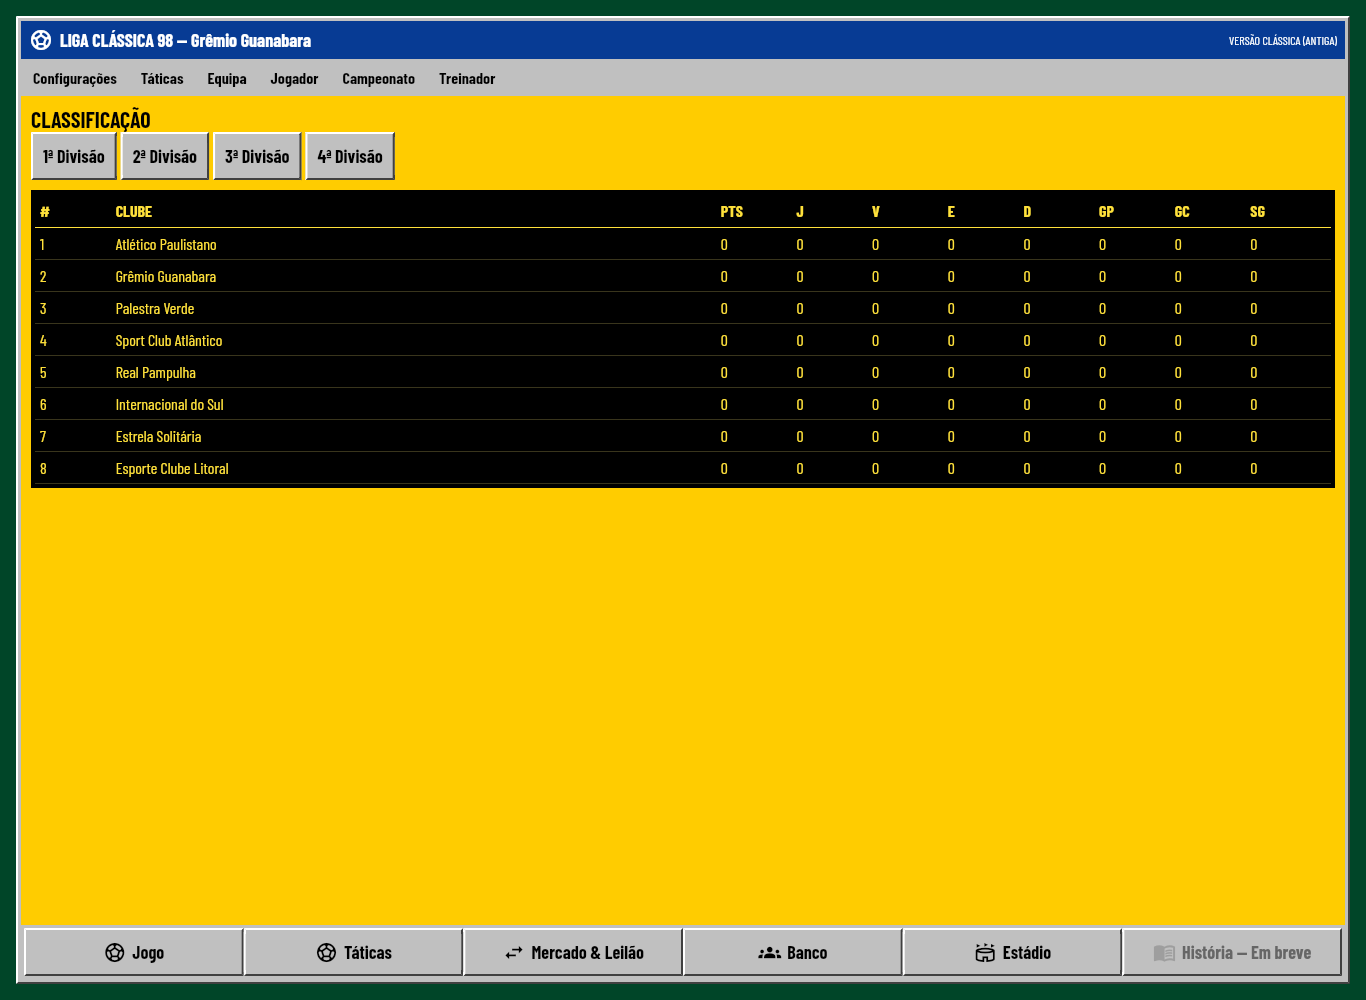 LIGA CLÁSSICA 98 — Grêmio Guanabara VERSÃO CLÁSSICA (ANTIGA)
Configurações Táticas Equipa Jogador Campeonato Treinador
CLASSIFICAÇÃO
1ª Divisão 2ª Divisão 3ª Divisão 4ª Divisão
# CLUBE PTS J V E D GP GC SG
1 Atlético Paulistano 0 0 0 0 0 0 0 0
2 Grêmio Guanabara 0 0 0 0 0 0 0 0
3 Palestra Verde 0 0 0 0 0 0 0 0
4 Sport Club Atlântico 0 0 0 0 0 0 0 0
5 Real Pampulha 0 0 0 0 0 0 0 0
6 Internacional do Sul 0 0 0 0 0 0 0 0
7 Estrela Solitária 0 0 0 0 0 0 0 0
8 Esporte Clube Litoral 0 0 0 0 0 0 0 0
Jogo Táticas Mercado & Leilão Banco Estádio História — Em breve